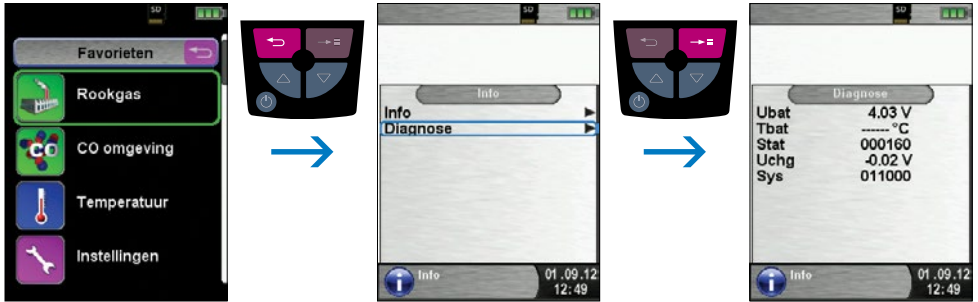 SD
Favorieten
Rookgas
CO
CO omgeving
Temperatuur
Instellingen
SD
Info
Info
Diagnose
Info
01.09.12
12:49
SD
Diagnose
Ubat 4.03 V
Tbat ------ °C
Stat 000160
Uchg -0.02 V
Sys 011000
Info
01.09.12
12:49